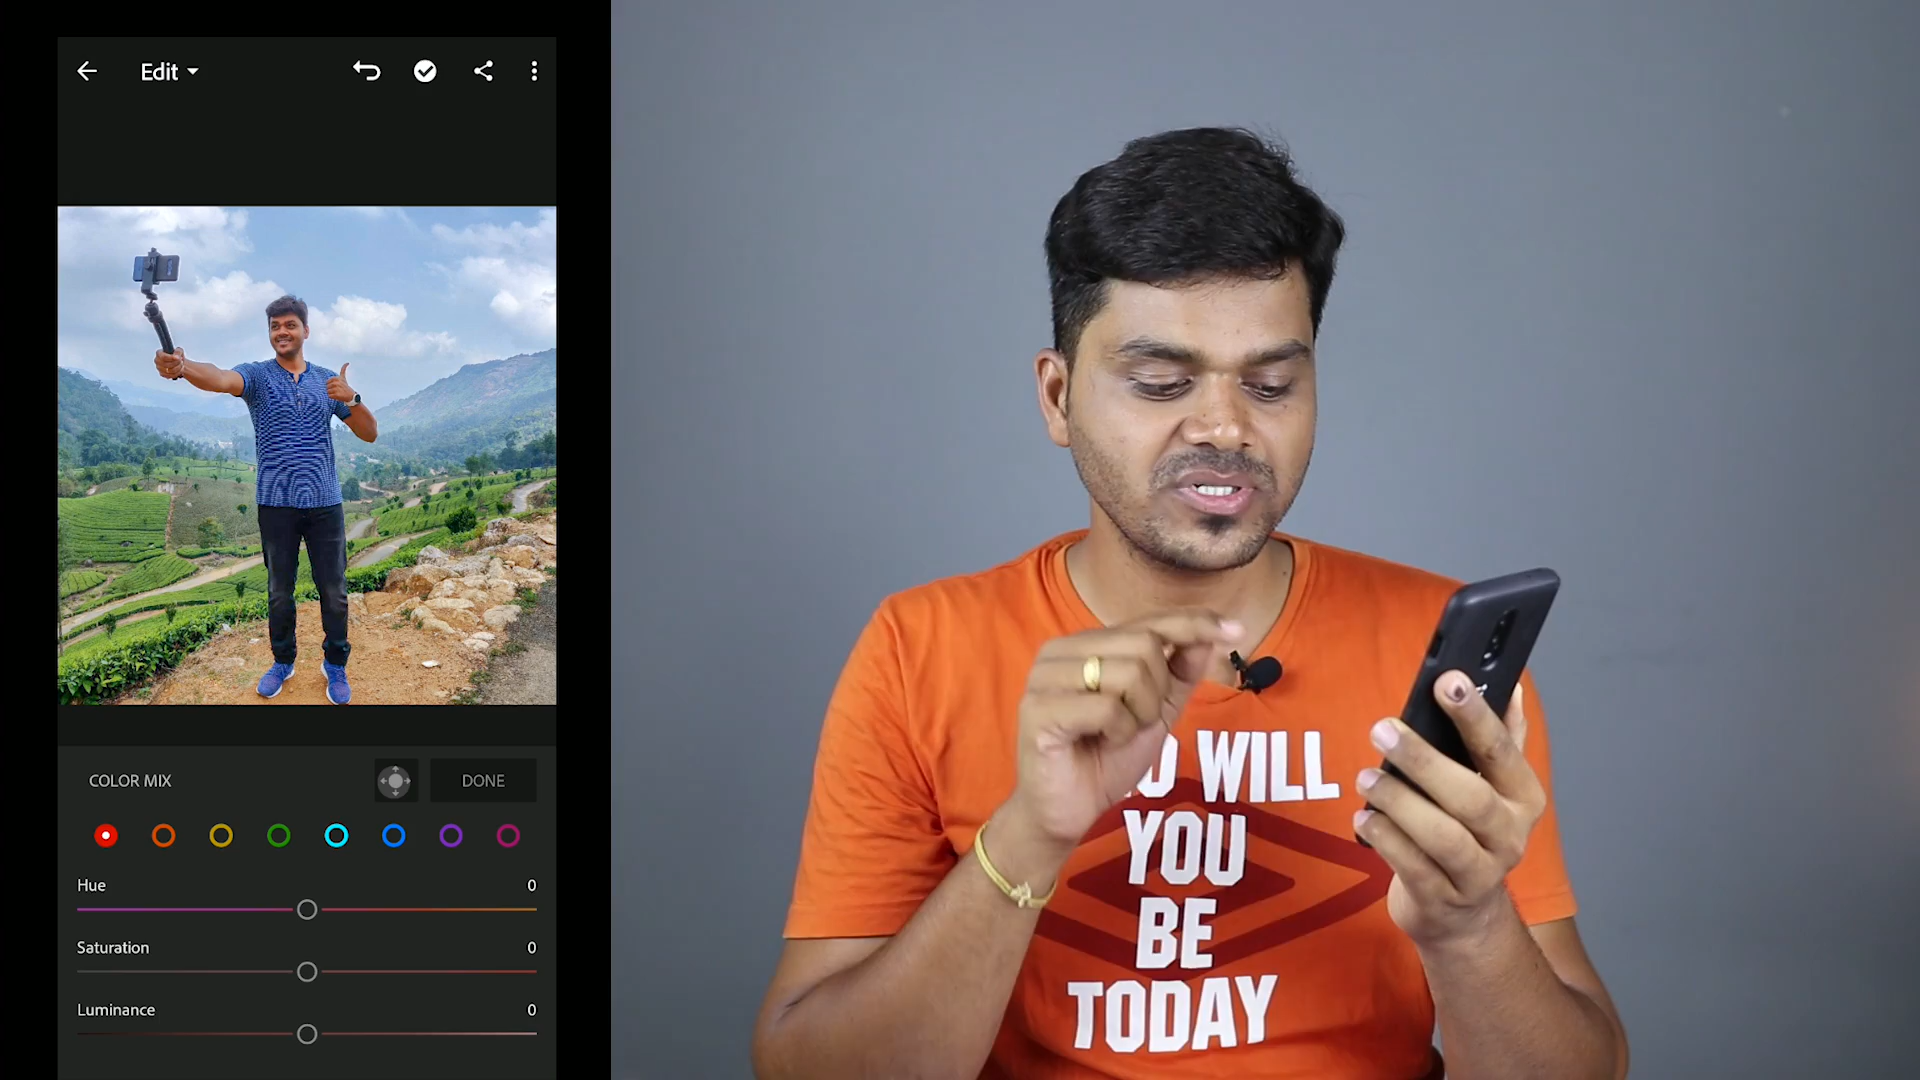 Edit
COLOR MIX
DONE
Hue
0
Saturation
0
Luminance
0
WILL
YOU
BE
TODAY